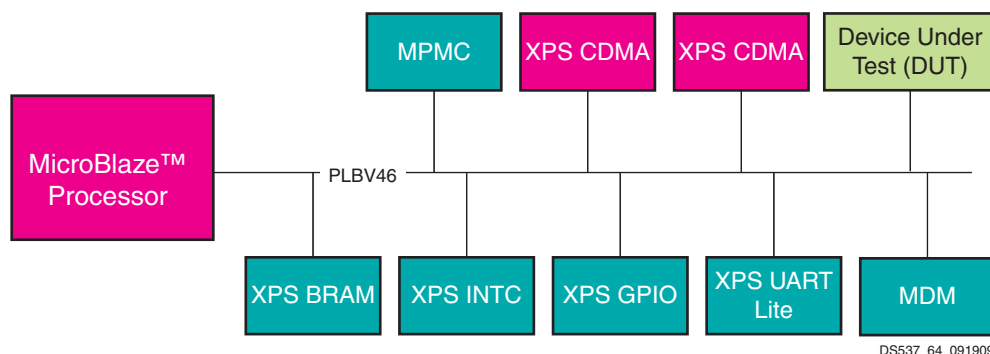 MPMC
XPS CDMA
XPS CDMA
Device Under
Test (DUT)
MicroBlaze™
Processor
PLBV46
XPS BRAM
XPS INTC
XPS GPIO
XPS UART
Lite
MDM
DS537_64_091909